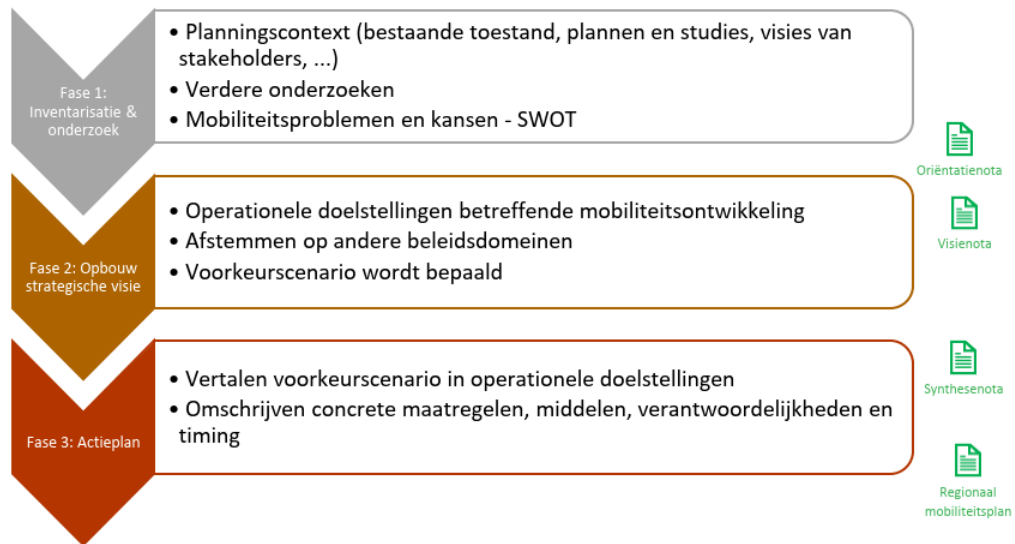 Fase 1:
Inventarisatie &
onderzoek
• Planningscontext (bestaande toestand, plannen en studies, visies van
stakeholders, ...)
• Verdere onderzoeken
• Mobiliteitsproblemen en kansen - SWOT
Oriëntatienota
Fase 2: Opbouw
strategische visie
• Operationele doelstellingen betreffende mobiliteitsontwikkeling
• Afstemmen op andere beleidsdomeinen
• Voorkeurscenario wordt bepaald
Visienota
Fase 3: Actieplan
• Vertalen voorkeurscenario in operationele doelstellingen
• Omschrijven concrete maatregelen, middelen, verantwoordelijkheden en
timing
Synthesenota
Regionaal
mobiliteitsplan